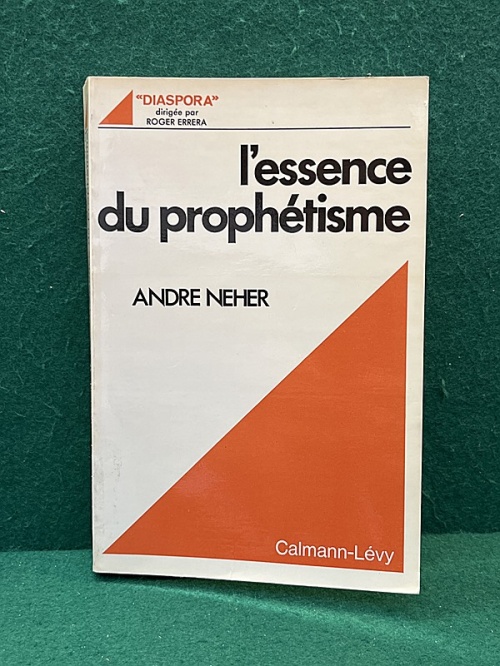 «DIASPORA»
dirigée par
ROGER ERRERA
l'essence
du prophétisme
ANDRE NEHER
Calmann-Lévy